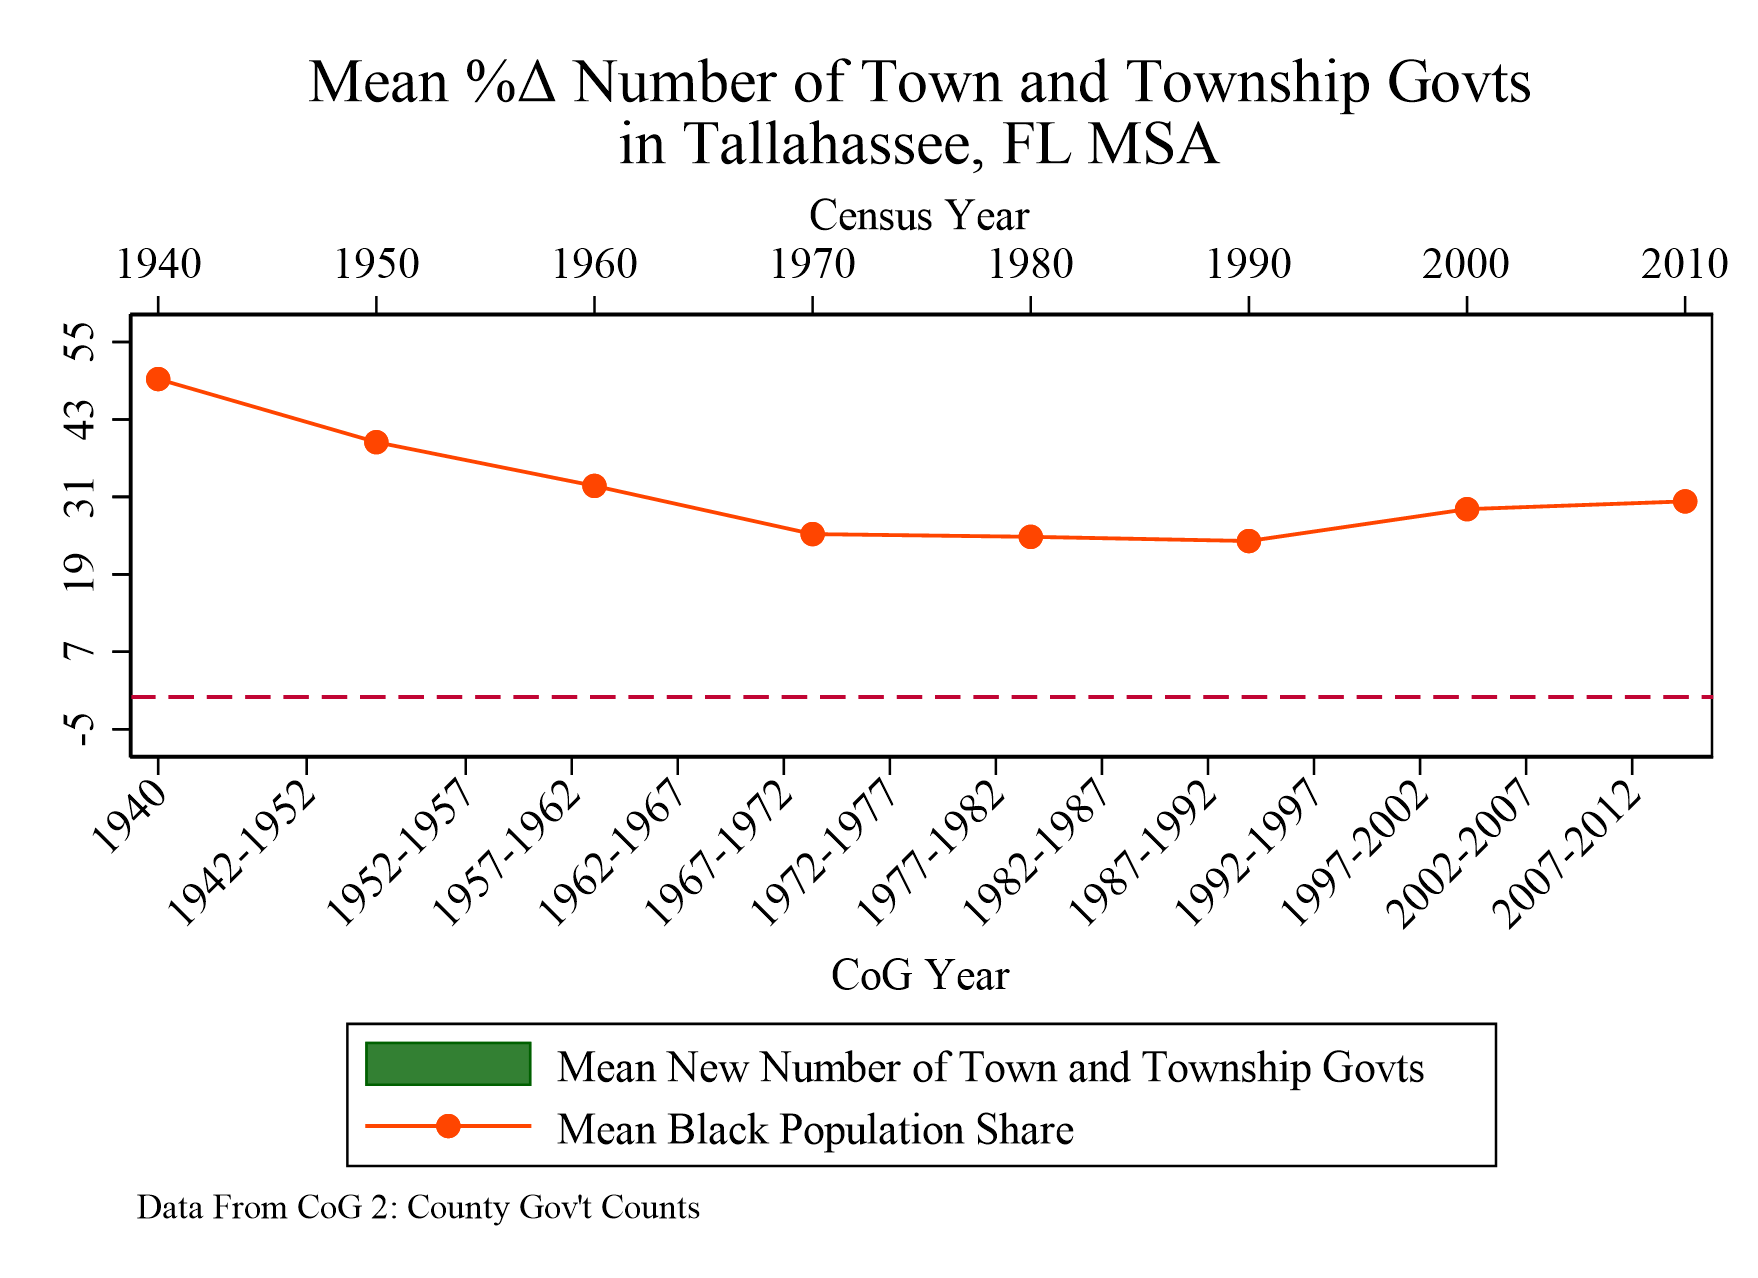 Mean %Δ Number of Town and Township Govts
in Tallahassee, FL MSA
Census Year
1940 1950 1960 1970 1980 1990 2000 2010
55
43
31
19
7
-5
1940 1942-1952 1952-1957 1957-1962 1962-1967 1967-1972 1972-1977 1977-1982 1982-1987 1987-1992 1992-1997 1997-2002 2002-2007 2007-2012
CoG Year
Mean New Number of Town and Township Govts
Mean Black Population Share
Data From CoG 2: County Gov't Counts